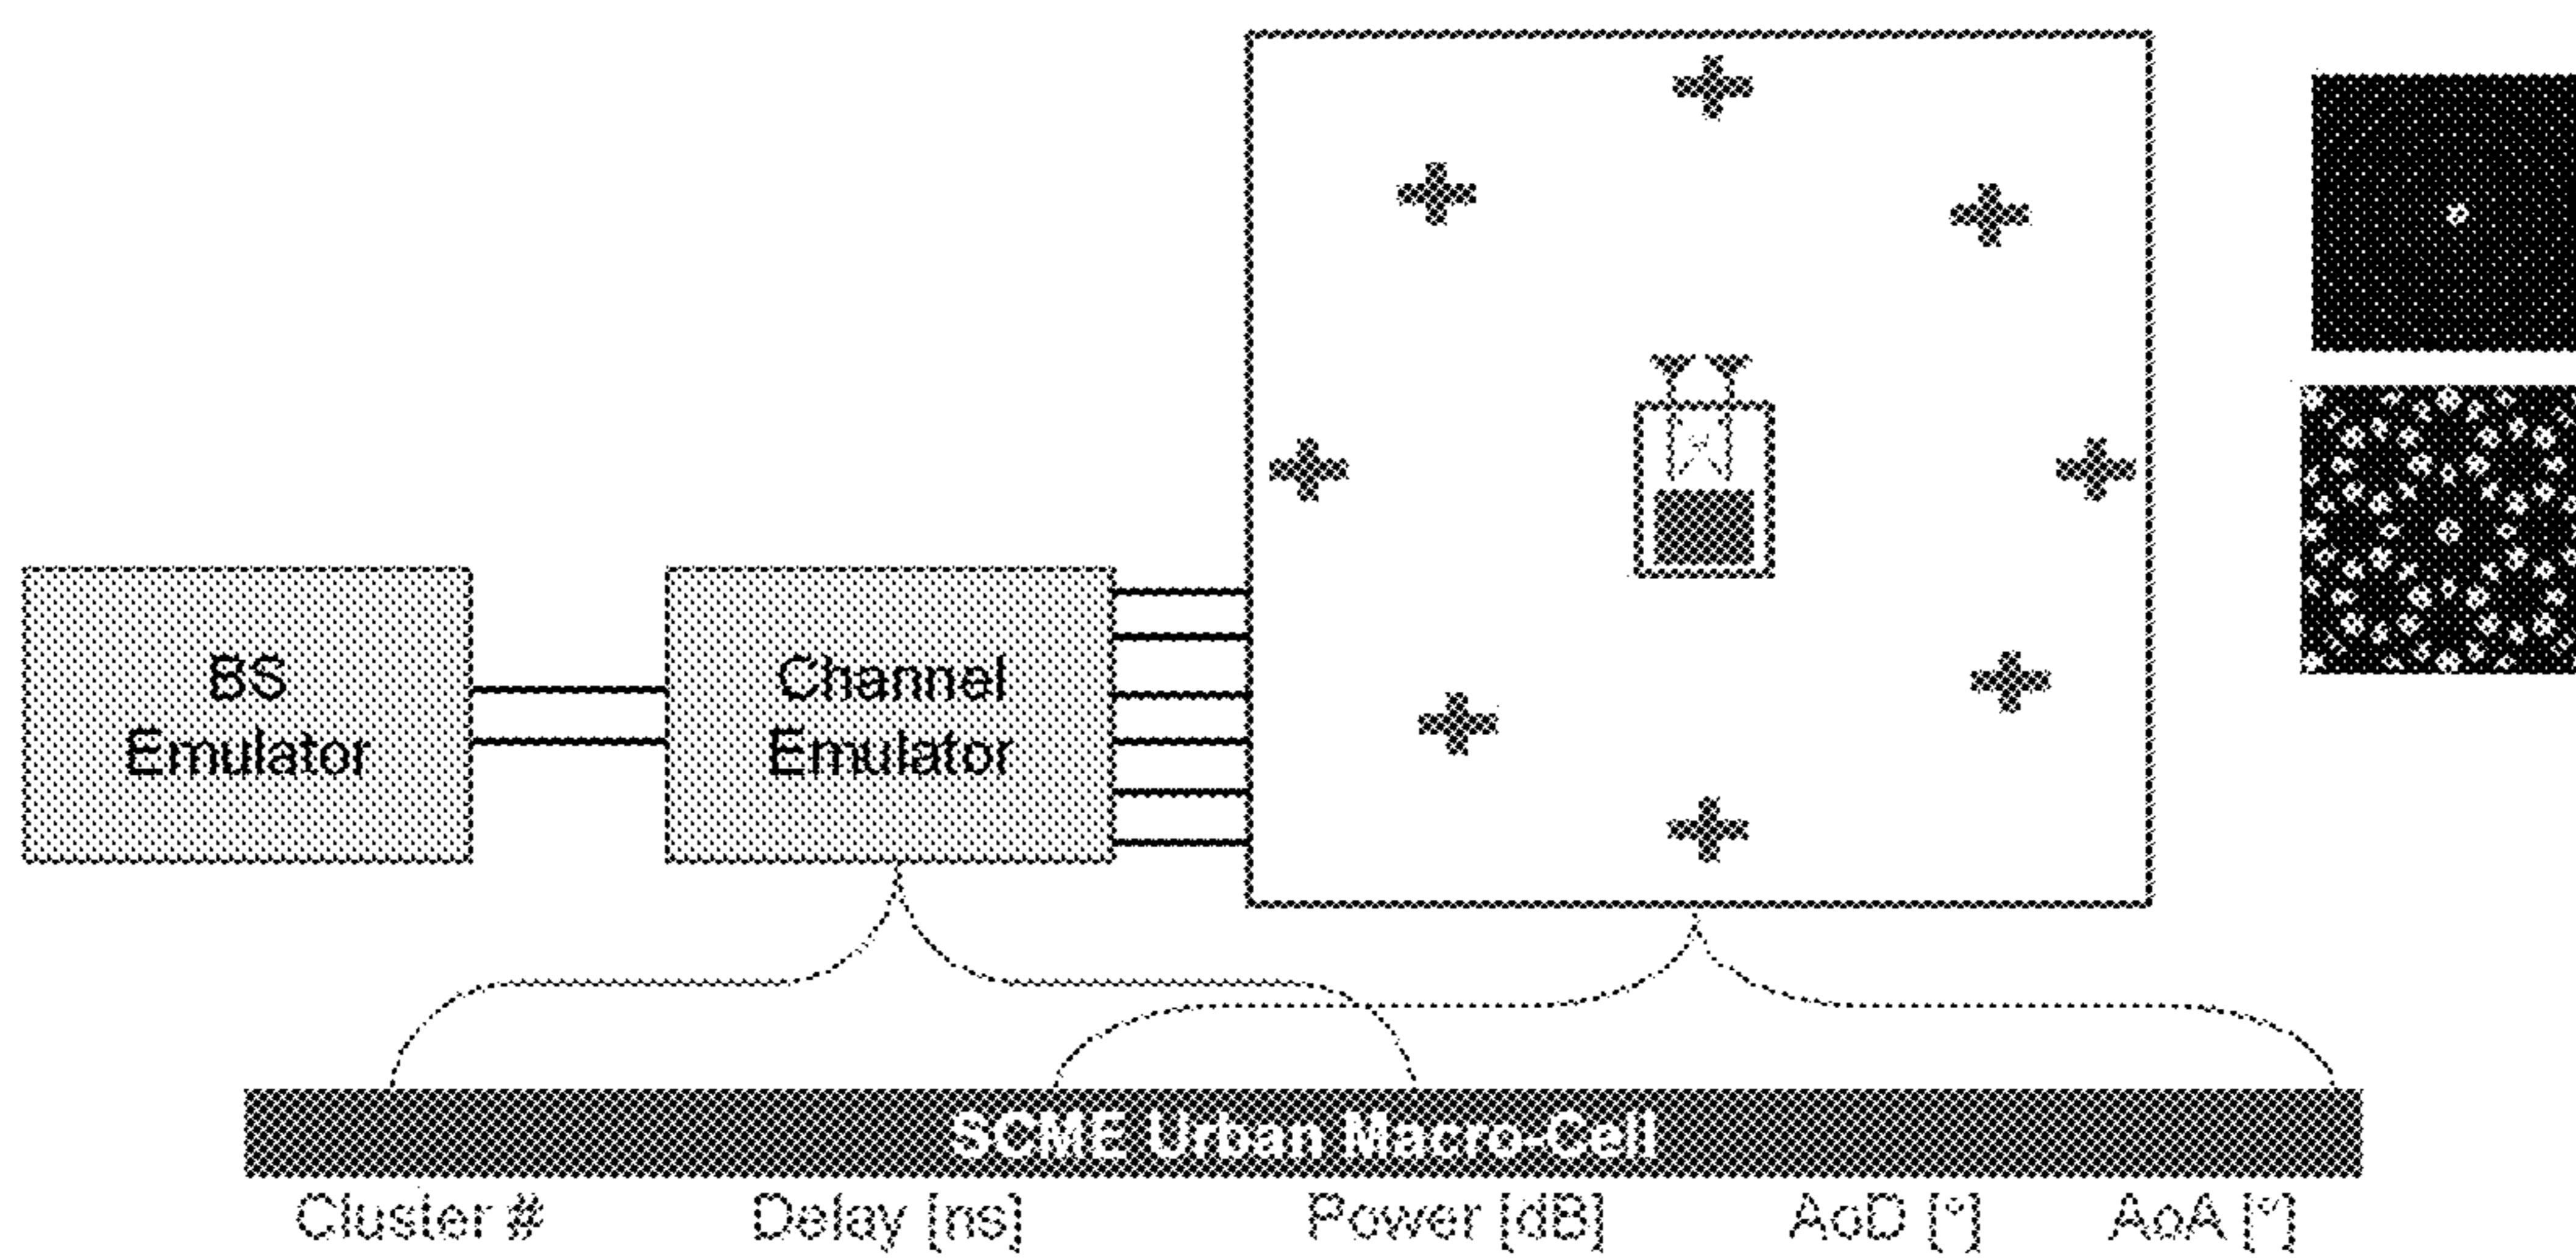 BS
Emulator
Channel
Emulator
SCME Urban Macro-Cell
Cluster # Delay [ns] Power [dB] AoD [°] AoA [°]